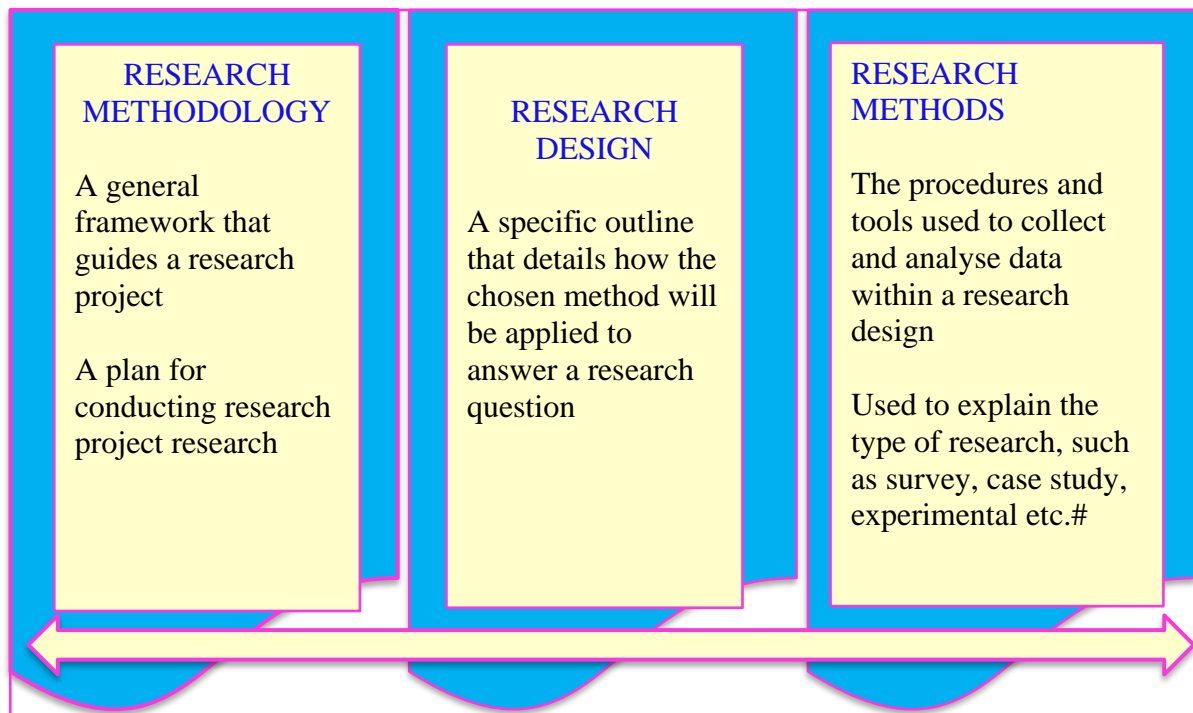 RESEARCH
METHODOLOGY
A general
framework that
guides a research
project
A plan for
conducting research
project research
RESEARCH
DESIGN
A specific outline
that details how the
chosen method will
be applied to
answer a research
question
RESEARCH
METHODS
The procedures and
tools used to collect
and analyse data
within a research
design
Used to explain the
type of research, such
as survey, case study,
experimental etc.#